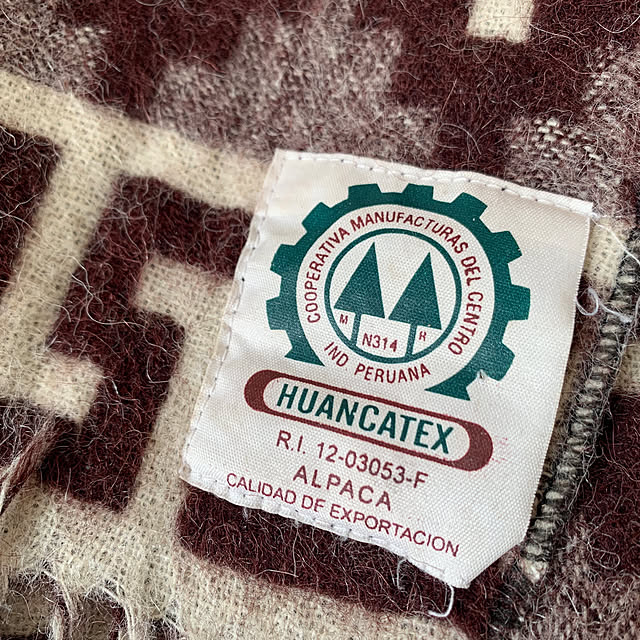 COOPERATIVA MANUFACTURAS DEL CENTRO
M N314 R
IND PERUANA
HUANCATEX
R.I. 12-03053-F
ALPACA
CALIDAD DE EXPORTACION